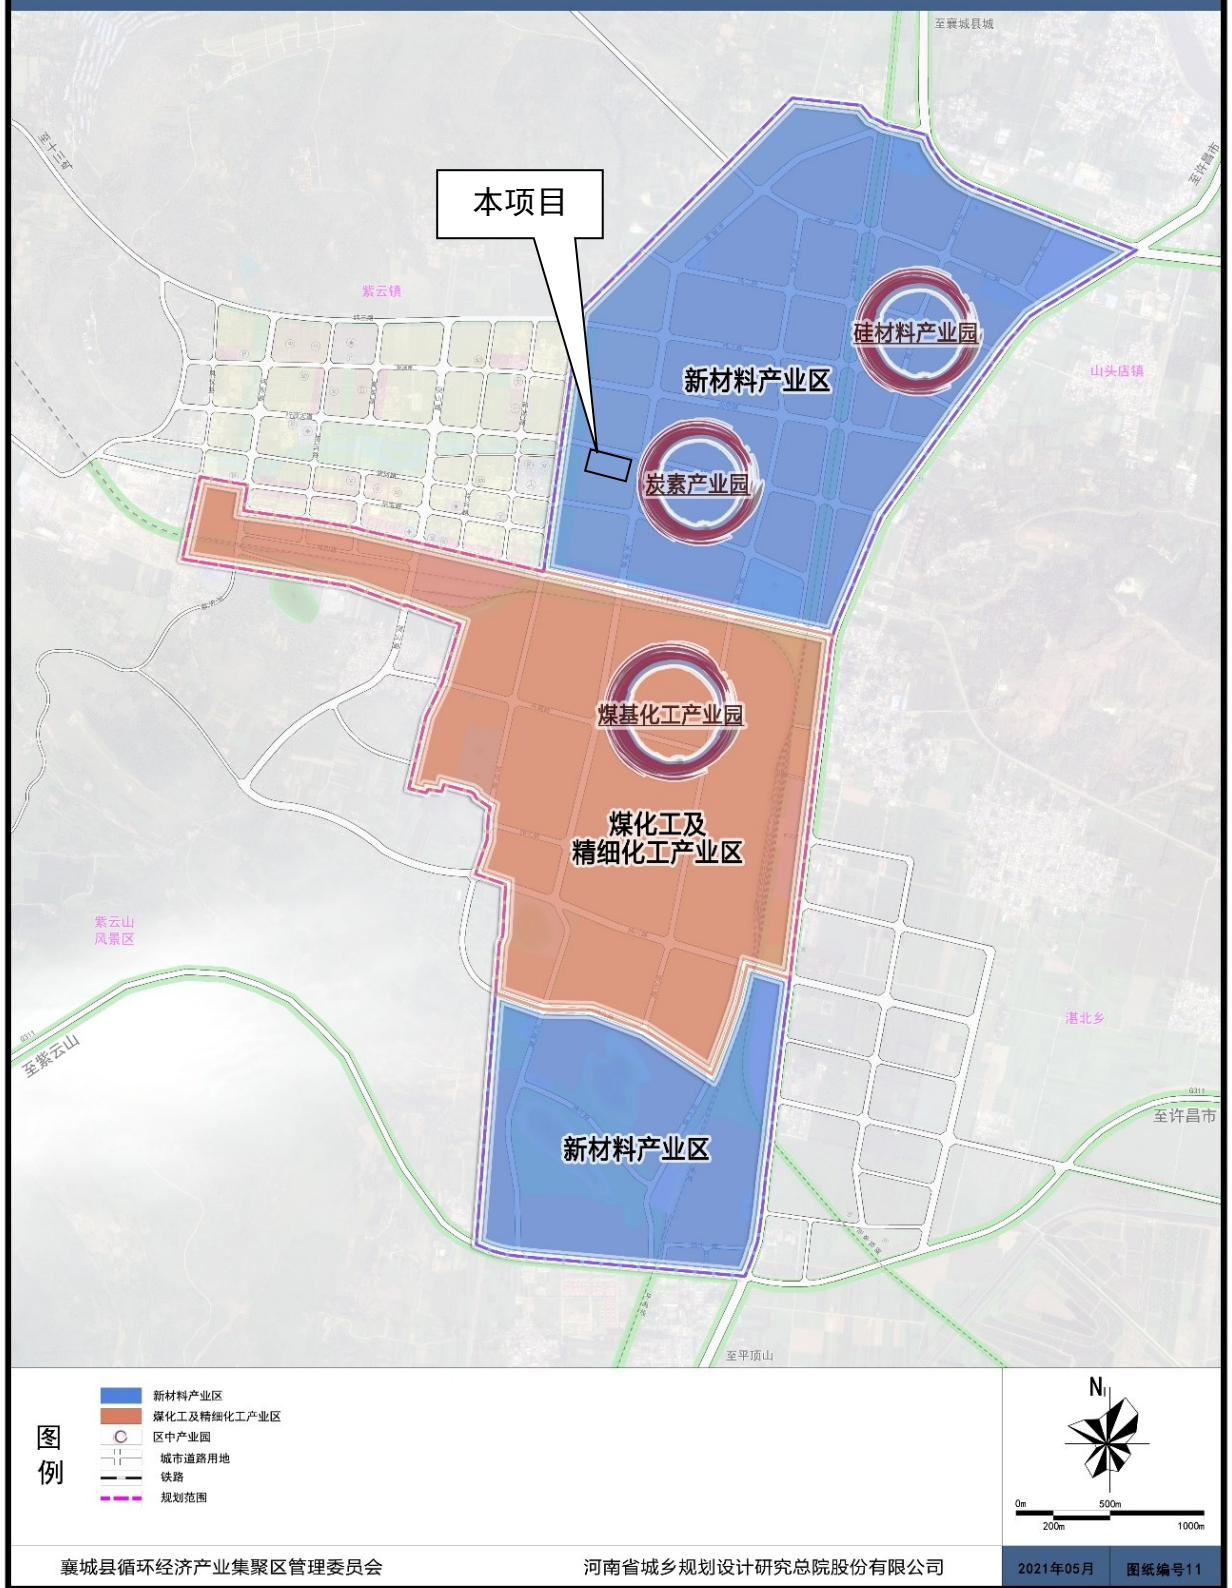 至襄城县城
至十三矿
至许昌市
本项目
紫云镇
硅材料产业园
新材料产业区
山头店镇
炭素产业园
煤基化工产业园
煤化工及
精细化工产业区
紫云山
风景区
湛北乡
G311
至紫云山
G311
至许昌市
新材料产业区
至平顶山
图
例
新材料产业区
煤化工及精细化工产业区
区中产业园
城市道路用地
铁路
规划范围
N
0m 500m
200m 1000m
襄城县循环经济产业集聚区管理委员会
河南省城乡规划设计研究总院股份有限公司
2021年05月
图纸编号11